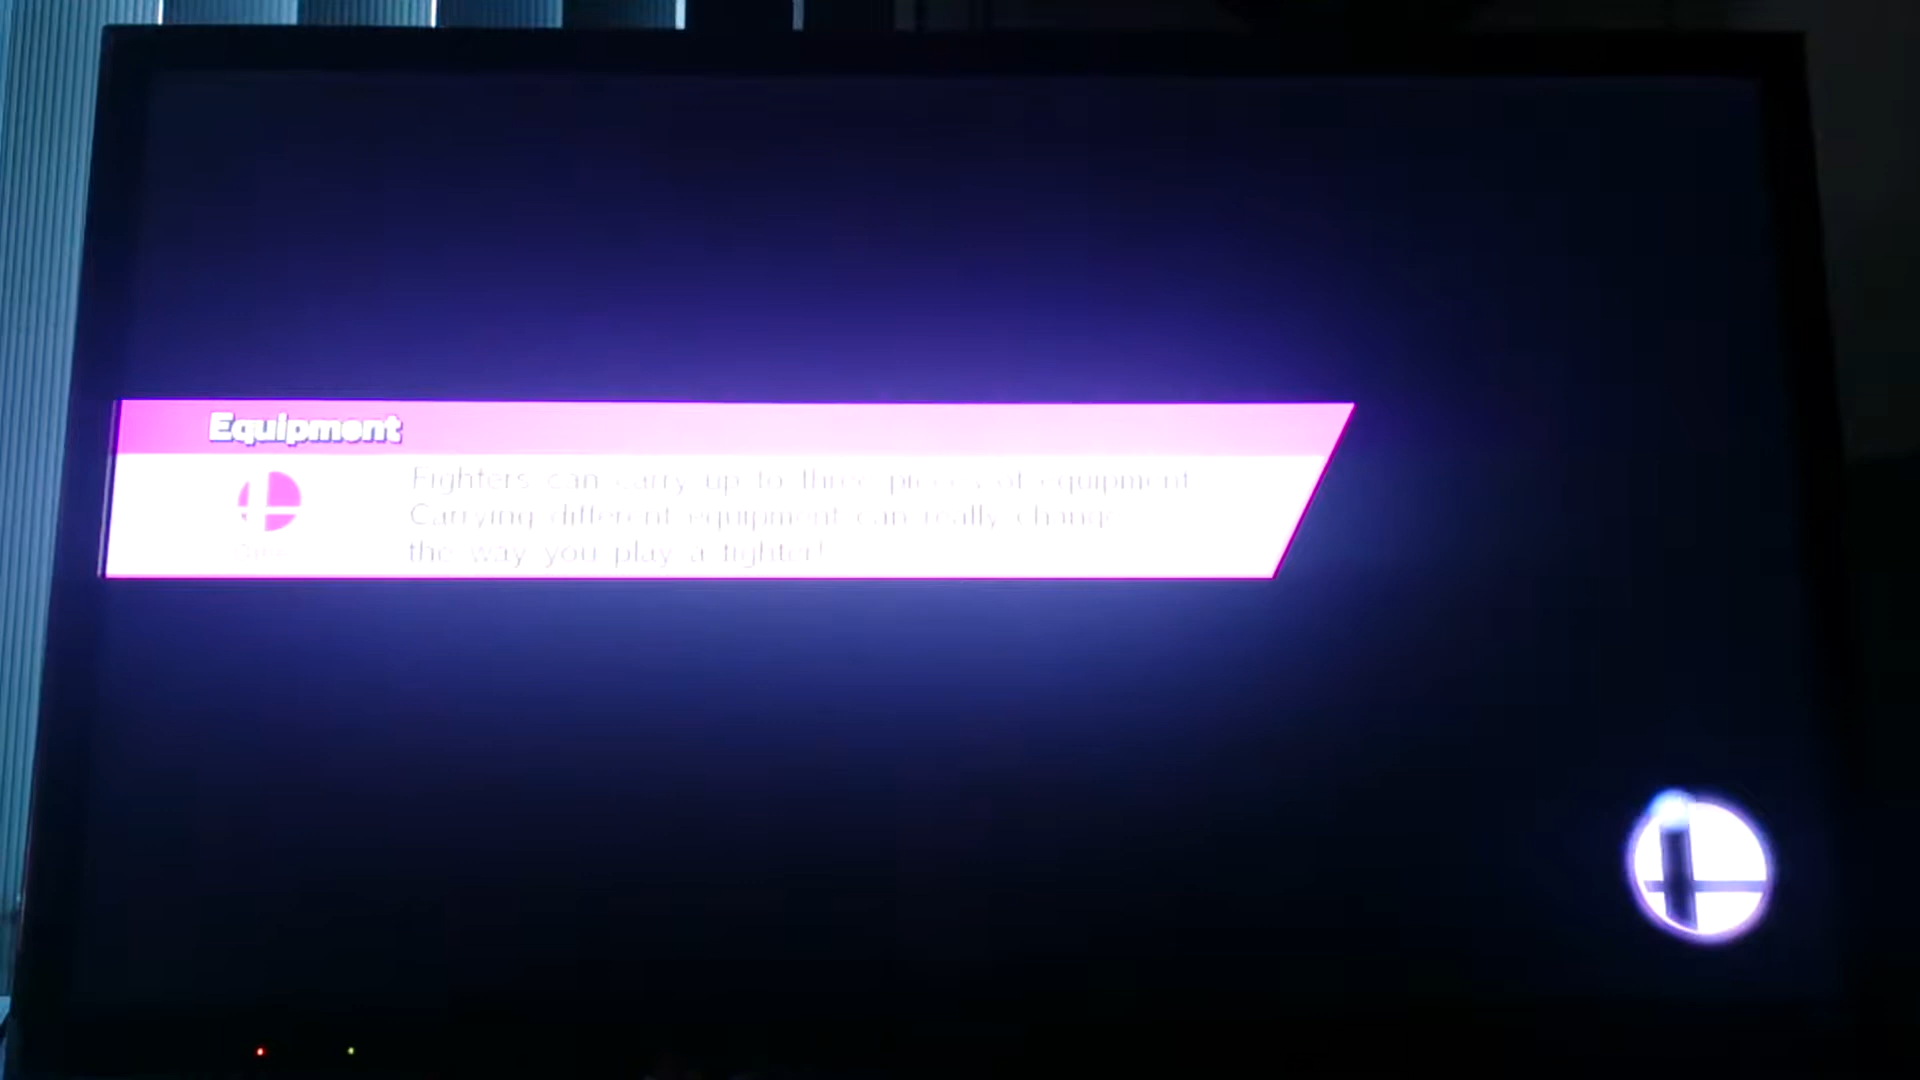 Equipment
Fighters can carry up to three pieces of equipment.
Carrying different equipment can really change
the way you play a fighter!